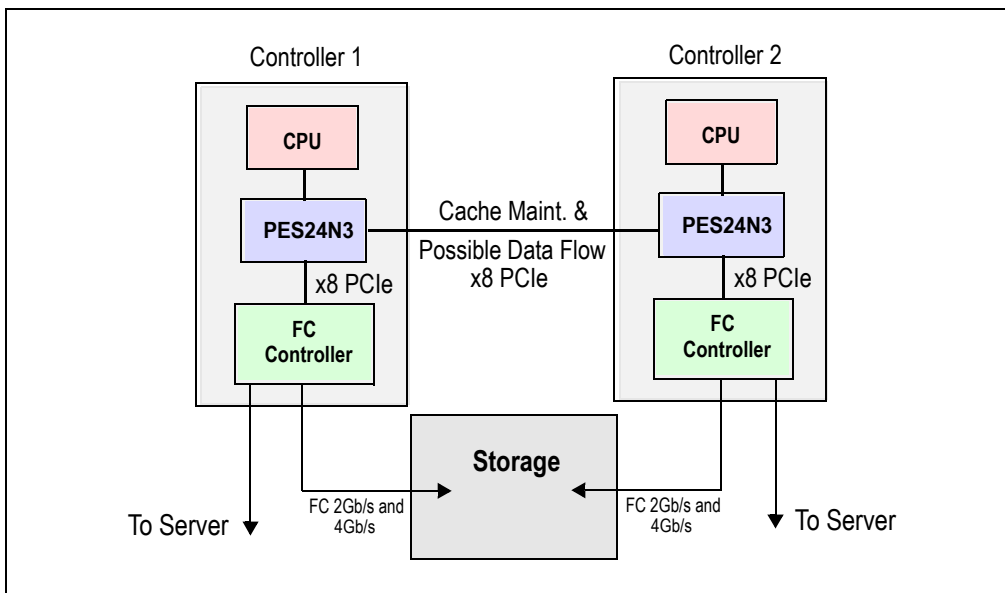 Controller 1
Controller 2
CPU
CPU
PES24N3
Cache Maint. &
PES24N3
Possible Data Flow
x8 PCIe
x8 PCIe
x8 PCIe
FC
Controller
FC
Controller
Storage
FC 2Gb/s and
4Gb/s
FC 2Gb/s and
4Gb/s
To Server
To Server